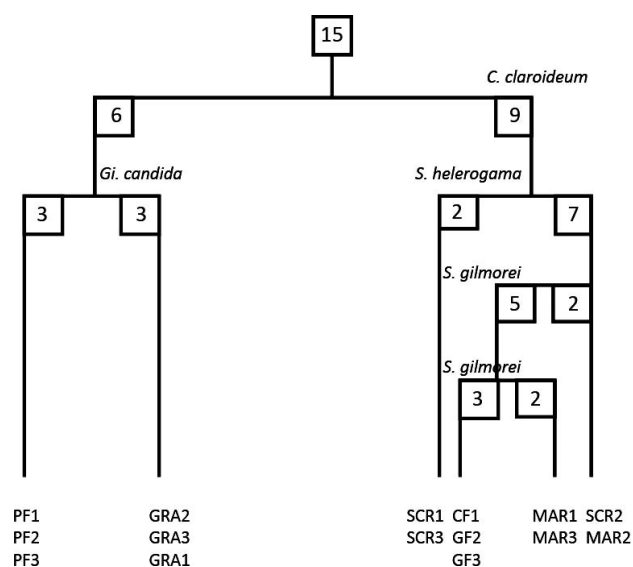 15
C. claroideum
6 9
Gi. candida S. helerogama
3 3 2 7
S. gilmorei
5 2
S. gilmorei
3 2
PF1 GRA2 SCR1 CF1 MAR1 SCR2
PF2 GRA3 SCR3 GF2 MAR3 MAR2
PF3 GRA1 GF3